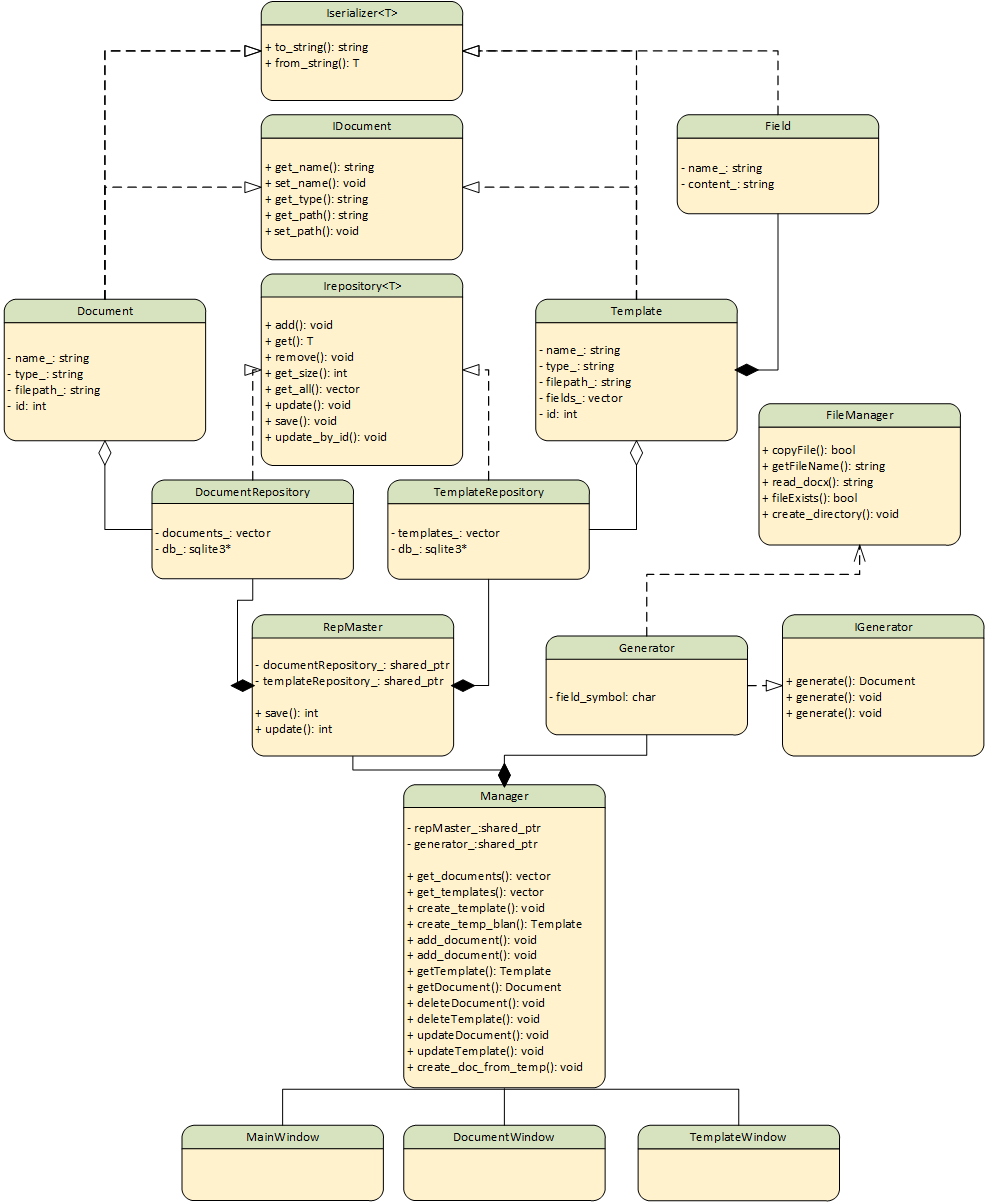 Iserializer<T>
+ to_string(): string
+ from_string(): T
IDocument
+ get_name(): string
+ set_name(): void
+ get_type(): string
+ get_path(): string
+ set_path(): void
Field
- name_: string
- content_: string
Irepository<T>
+ add(): void
+ get(): T
+ remove(): void
+ get_size(): int
+ get_all(): vector
+ update(): void
+ save(): void
+ update_by_id(): void
Document
- name_: string
- type_: string
- filepath_: string
- id: int
Template
- name_: string
- type_: string
- filepath_: string
- fields_: vector
- id: int
FileManager
+ copyFile(): bool
+ getFileName(): string
+ read_docx(): string
+ fileExists(): bool
+ create_directory(): void
DocumentRepository
- documents_: vector
- db_: sqlite3*
TemplateRepository
- templates_: vector
- db_: sqlite3*
RepMaster
- documentRepository_: shared_ptr
- templateRepository_: shared_ptr
+ save(): int
+ update(): int
Generator
- field_symbol: char
IGenerator
+ generate(): Document
+ generate(): void
+ generate(): void
Manager
- repMaster_:shared_ptr
- generator_:shared_ptr
+ get_documents(): vector
+ get_templates(): vector
+ create_template(): void
+ create_temp_blan(): Template
+ add_document(): void
+ add_document(): void
+ getTemplate(): Template
+ getDocument(): Document
+ deleteDocument(): void
+ deleteTemplate(): void
+ updateDocument(): void
+ updateTemplate(): void
+ create_doc_from_temp(): void
MainWindow
DocumentWindow
TemplateWindow